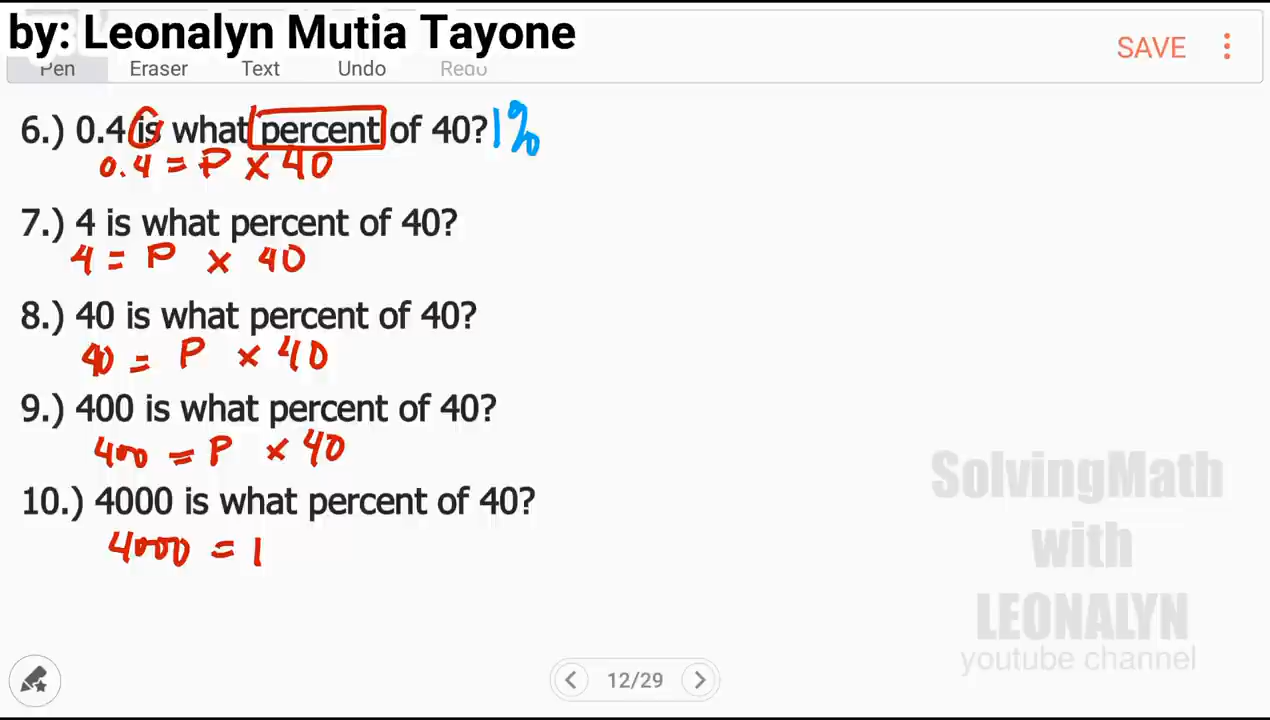 by: Leonalyn Mutia Tayone
SAVE
Pen Eraser Text Undo Redo
6.) 0.4 is what percent of 40? 1%
0.4 = P × 40
7.) 4 is what percent of 40?
4 = P × 40
8.) 40 is what percent of 40?
40 = P × 40
9.) 400 is what percent of 40?
400 = P × 40
10.) 4000 is what percent of 40?
4000 = 1
SolvingMath
with
LEONALYN
youtube channel
12/29